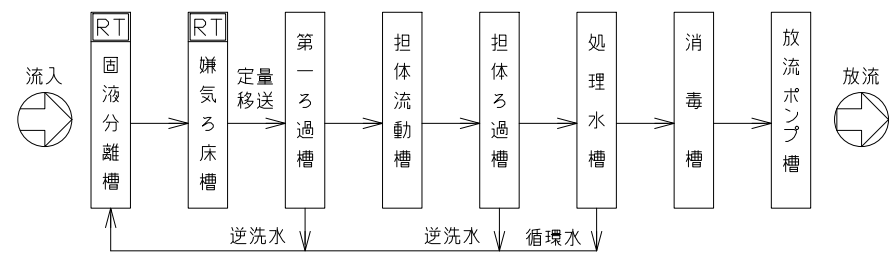 流入
RT
固液分離槽
RT
嫌気ろ床槽
定量
移送
第一ろ過槽
担体流動槽
担体ろ過槽
処理水槽
消毒槽
放流ポンプ槽
放流
逆洗水
逆洗水
循環水